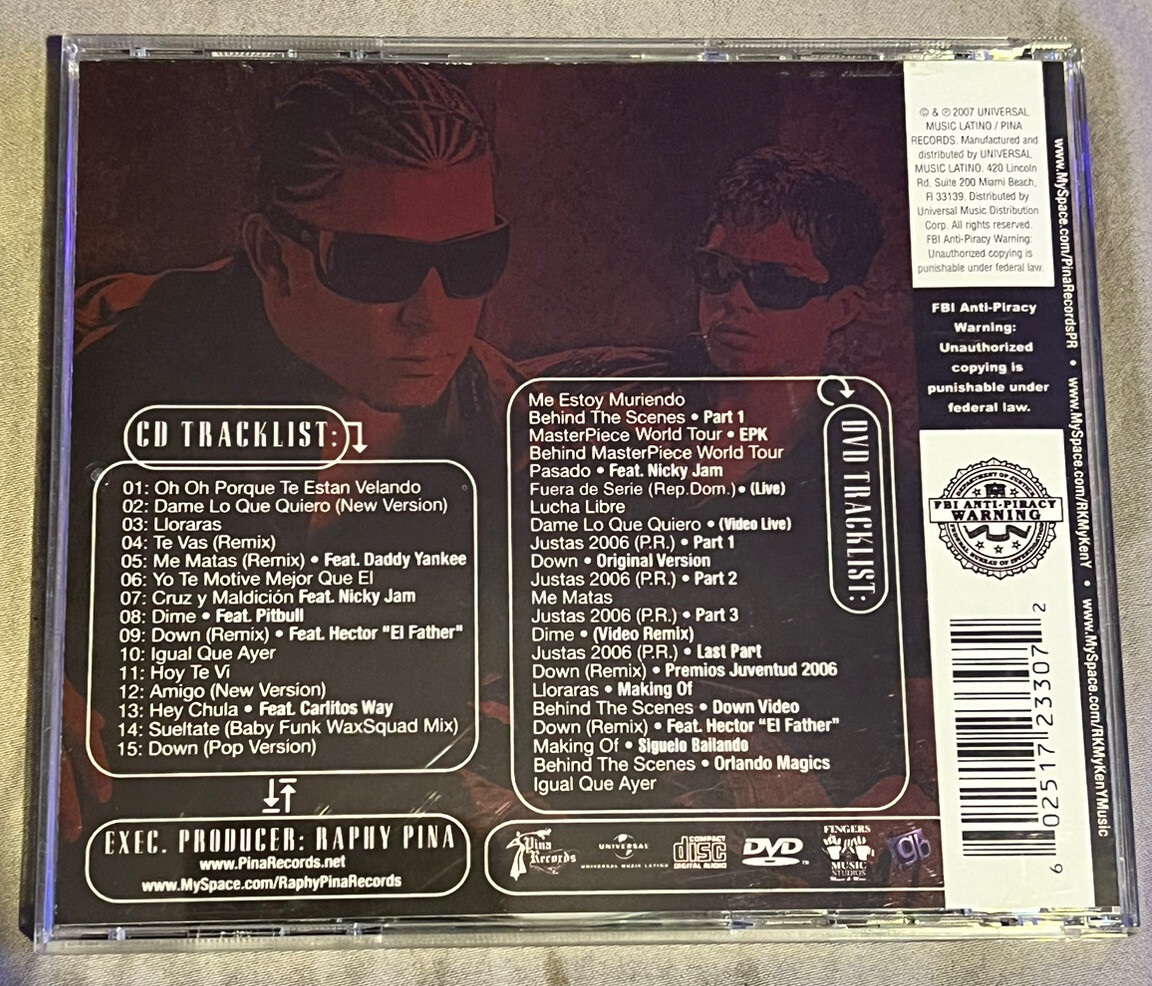 CD TRACKLIST:
01: Oh Oh Porque Te Estan Velando
02: Dame Lo Que Quiero (New Version)
03: Lloraras
04: Te Vas (Remix)
05: Me Matas (Remix) • Feat. Daddy Yankee
06: Yo Te Motive Mejor Que El
07: Cruz y Maldición Feat. Nicky Jam
08: Dime • Feat. Pitbull
09: Down (Remix) • Feat. Hector "El Father"
10: Igual Que Ayer
11: Hoy Te Vi
12: Amigo (New Version)
13: Hey Chula • Feat. Carlitos Way
14: Sueltate (Baby Funk WaxSquad Mix)
15: Down (Pop Version)
EXEC. PRODUCER: RAPHY PINA
www.PinaRecords.net
www.MySpace.com/RaphyPinaRecords
DVD TRACKLIST:
Me Estoy Muriendo
Behind The Scenes • Part 1
MasterPiece World Tour • EPK
Behind MasterPiece World Tour
Pasado • Feat. Nicky Jam
Fuera de Serie (Rep.Dom.) • (Live)
Lucha Libre
Dame Lo Que Quiero • (Video Live)
Justas 2006 (P.R.) • Part 1
Down • Original Version
Justas 2006 (P.R.) • Part 2
Me Matas
Justas 2006 (P.R.) • Part 3
Dime • (Video Remix)
Justas 2006 (P.R.) • Last Part
Down (Remix) • Premios Juventud 2006
Lloraras • Making Of
Behind The Scenes • Down Video
Down (Remix) • Feat. Hector "El Father"
Making Of • Siguelo Bailando
Behind The Scenes • Orlando Magics
Igual Que Ayer
Pina
Records
UNIVERSAL
UNIVERSAL MUSIC LATINO
COMPACT
disc
DIGITAL AUDIO
DVD
FINGERS
MUSIC
STUDIOS
© & ℗ 2007 UNIVERSAL
MUSIC LATINO / PINA
RECORDS. Manufactured and
distributed by UNIVERSAL
MUSIC LATINO. 420 Lincoln
Rd. Suite 200 Miami Beach,
Fl 33139. Distributed by
Universal Music Distribution
Corp. All rights reserved.
FBI Anti-Piracy Warning:
Unauthorized copying is
punishable under federal law.
FBI Anti-Piracy
Warning:
Unauthorized
copying is
punishable under
federal law.
FBI ANTI-PIRACY
WARNING
6 02517 23307 2
www.MySpace.com/PinaRecordsPR • www.MySpace.com/RKMyKenY • www.MySpace.com/RKMyKenYMusic